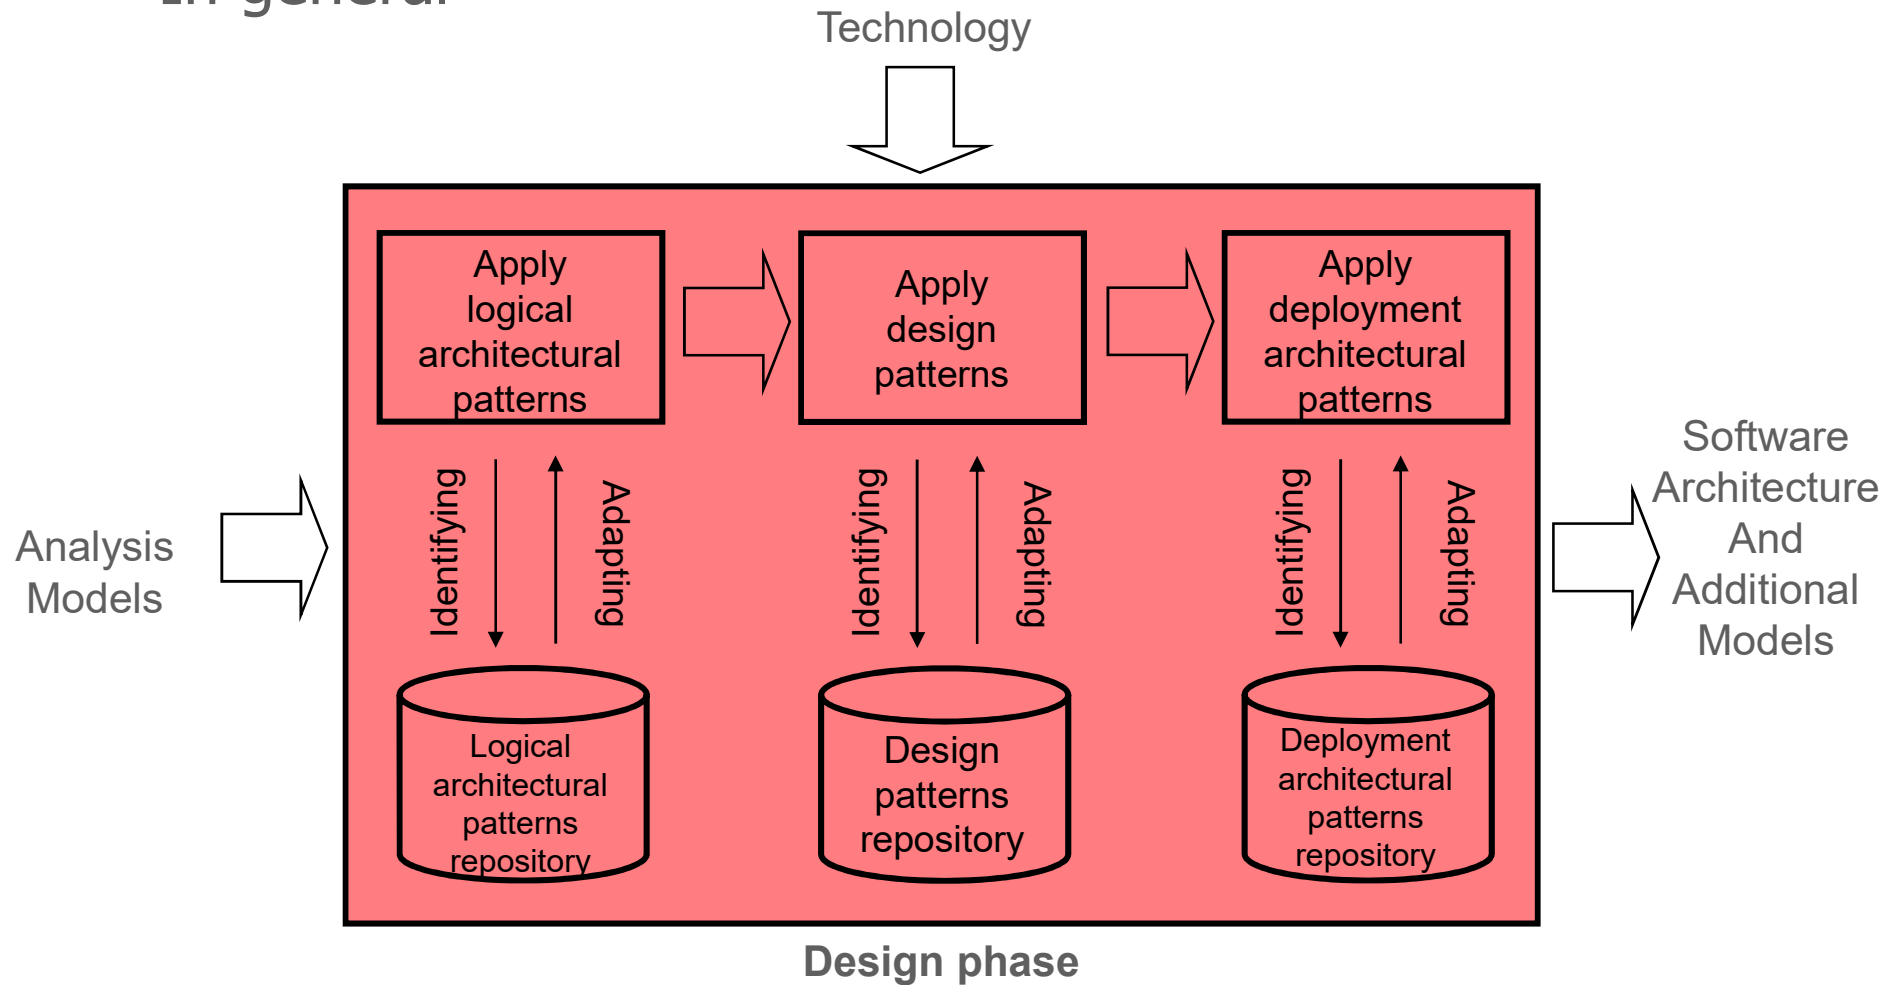 In general
Technology
Apply
logical
architectural
patterns
Apply
design
patterns
Apply
deployment
architectural
patterns
Identifying
Adapting
Identifying
Adapting
Identifying
Adapting
Analysis
Models
Software
Architecture
And
Additional
Models
Logical
architectural
patterns
repository
Design
patterns
repository
Deployment
architectural
patterns
repository
Design phase